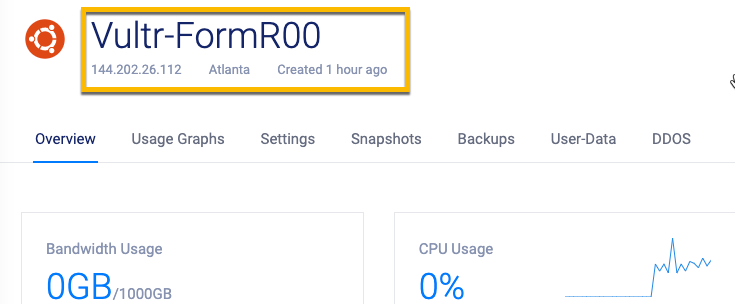 Vultr-FormR00
144.202.26.112 Atlanta Created 1 hour ago
Overview Usage Graphs Settings Snapshots Backups User-Data DDOS
Bandwidth Usage CPU Usage
0GB/1000GB 0%